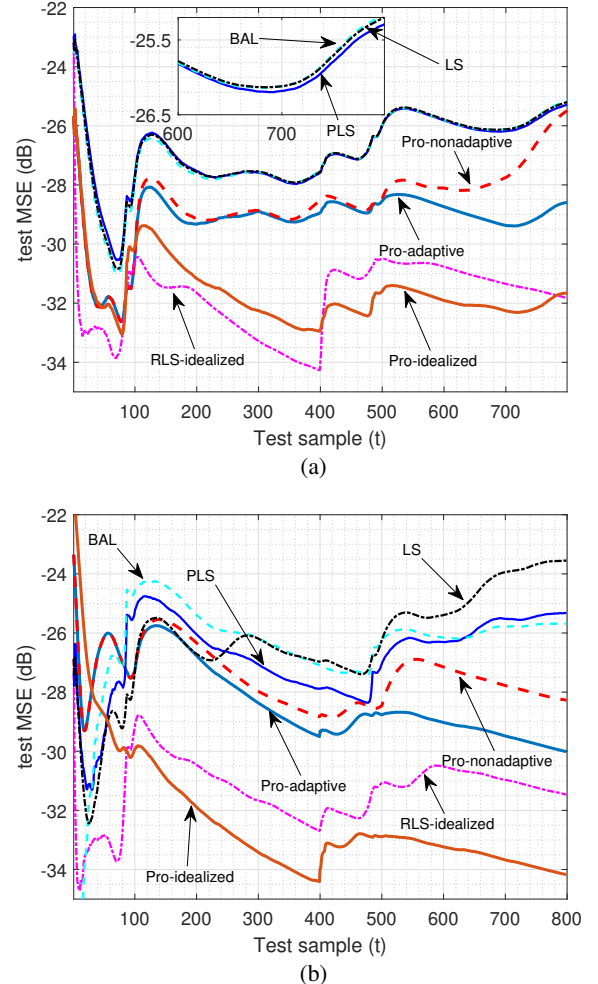 -22
-24
-26
-28
-30
-32
-34
test MSE (dB)
-25.5
-26.5
600
700
BAL
LS
PLS
Pro-nonadaptive
Pro-adaptive
RLS-idealized
Pro-idealized
100 200 300 400 500 600 700
Test sample (t)
(a)
-22
-24
-26
-28
-30
-32
-34
test MSE (dB)
BAL
PLS
LS
Pro-adaptive
Pro-nonadaptive
RLS-idealized
Pro-idealized
100 200 300 400 500 600 700 800
Test sample (t)
(b)